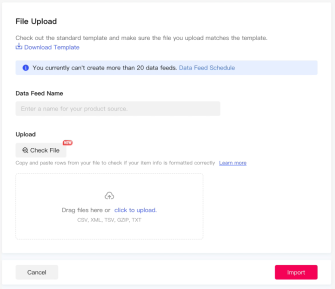 File Upload
Check out the standard template and make sure the file you upload matches the template.
Download Template
You currently can't create more than 20 data feeds. Data Feed Schedule
Data Feed Name
Enter a name for your product source
Upload
NEW
Check File
Copy and paste rows from your file to check if your item info is formatted correctly. Learn more
Drag files here or click to upload.
CSV, XML, TSV, GZIP, TXT
Cancel
Import